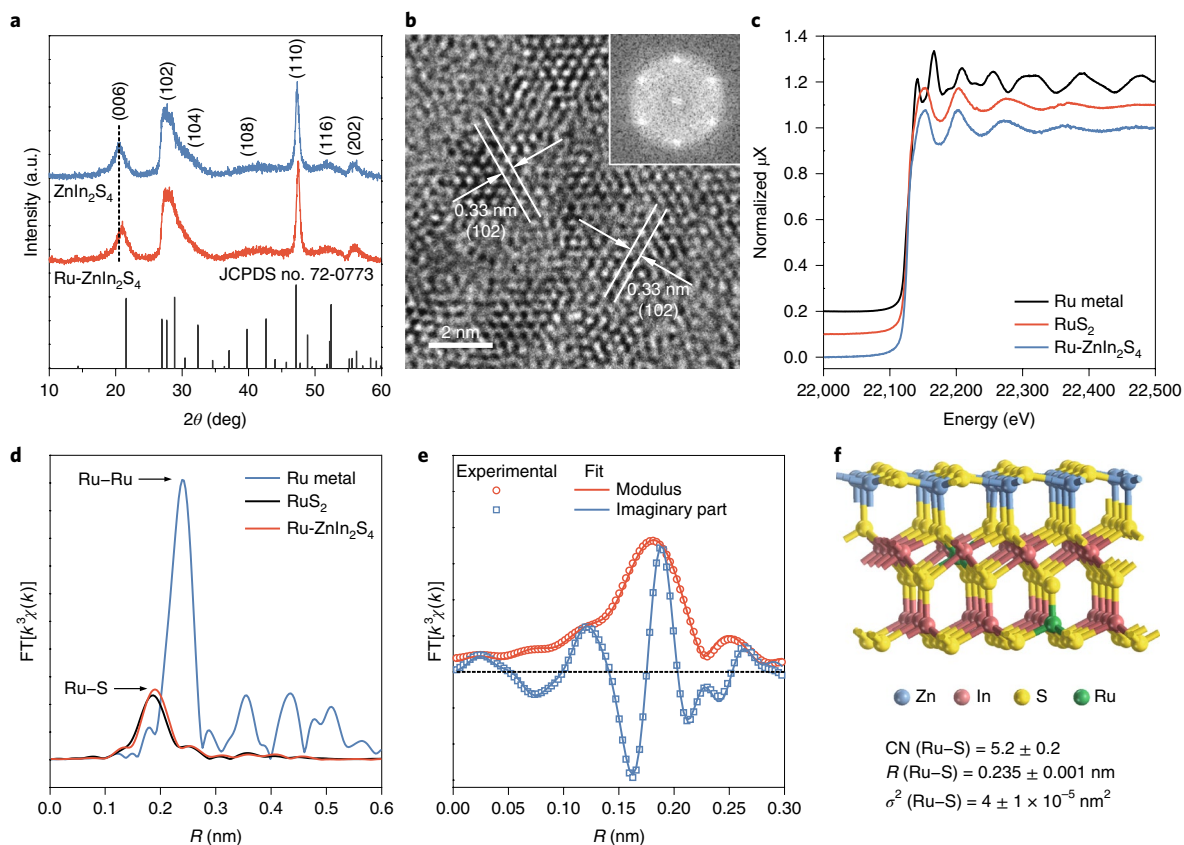 a
Intensity (a.u.)
(006)
(102)
(104)
(108)
(110)
(116)
(202)
ZnIn₂S₄
Ru-ZnIn₂S₄
JCPDS no. 72-0773
10 20 30 40 50 60
2θ (deg)
b
0.33 nm
(102)
0.33 nm
(102)
2 nm
c
Normalized μX
1.4
1.2
1.0
0.8
0.6
0.4
0.2
0.0
Ru metal
RuS₂
Ru-ZnIn₂S₄
22,000 22,100 22,200 22,300 22,400 22,500
Energy (eV)
d
FT[k³χ(k)]
Ru–Ru
Ru–S
Ru metal
RuS₂
Ru-ZnIn₂S₄
0.0 0.1 0.2 0.3 0.4 0.5 0.6
R (nm)
e
FT[k³χ(k)]
Experimental Fit
Modulus
Imaginary part
0.00 0.05 0.10 0.15 0.20 0.25 0.30
R (nm)
f
Zn In S Ru
CN (Ru–S) = 5.2 ± 0.2
R (Ru–S) = 0.235 ± 0.001 nm
σ² (Ru–S) = 4 ± 1 × 10⁻⁵ nm²